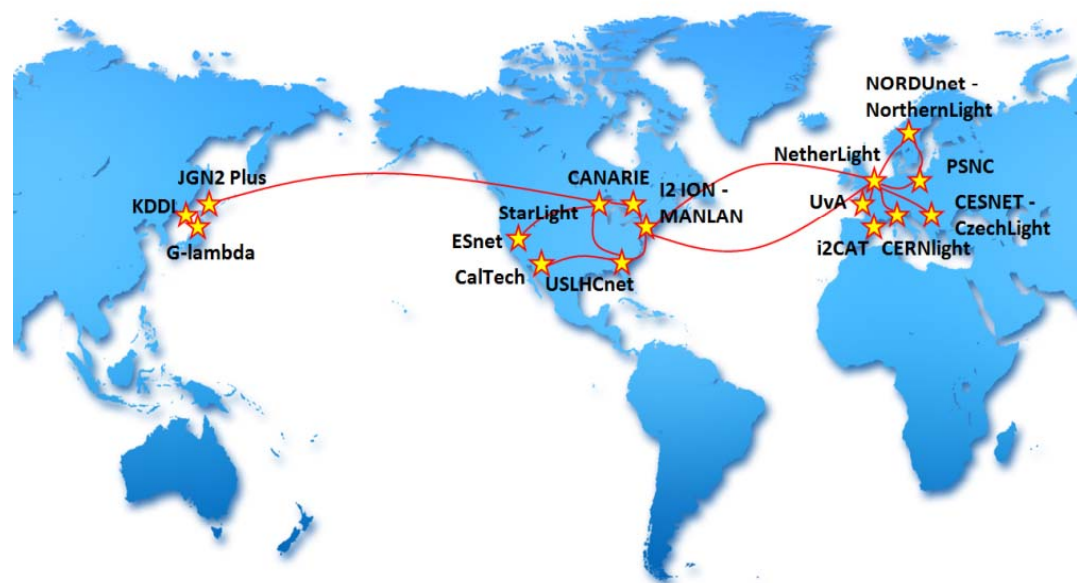 NORDUnet -
NorthernLight
NetherLight
PSNC
JGN2 Plus
CANARIE
I2 ION -
MANLAN
KDDI
StarLight
UvA
CESNET -
CzechLight
G-lambda
ESnet
i2CAT
CERNlight
CalTech
USLHCnet